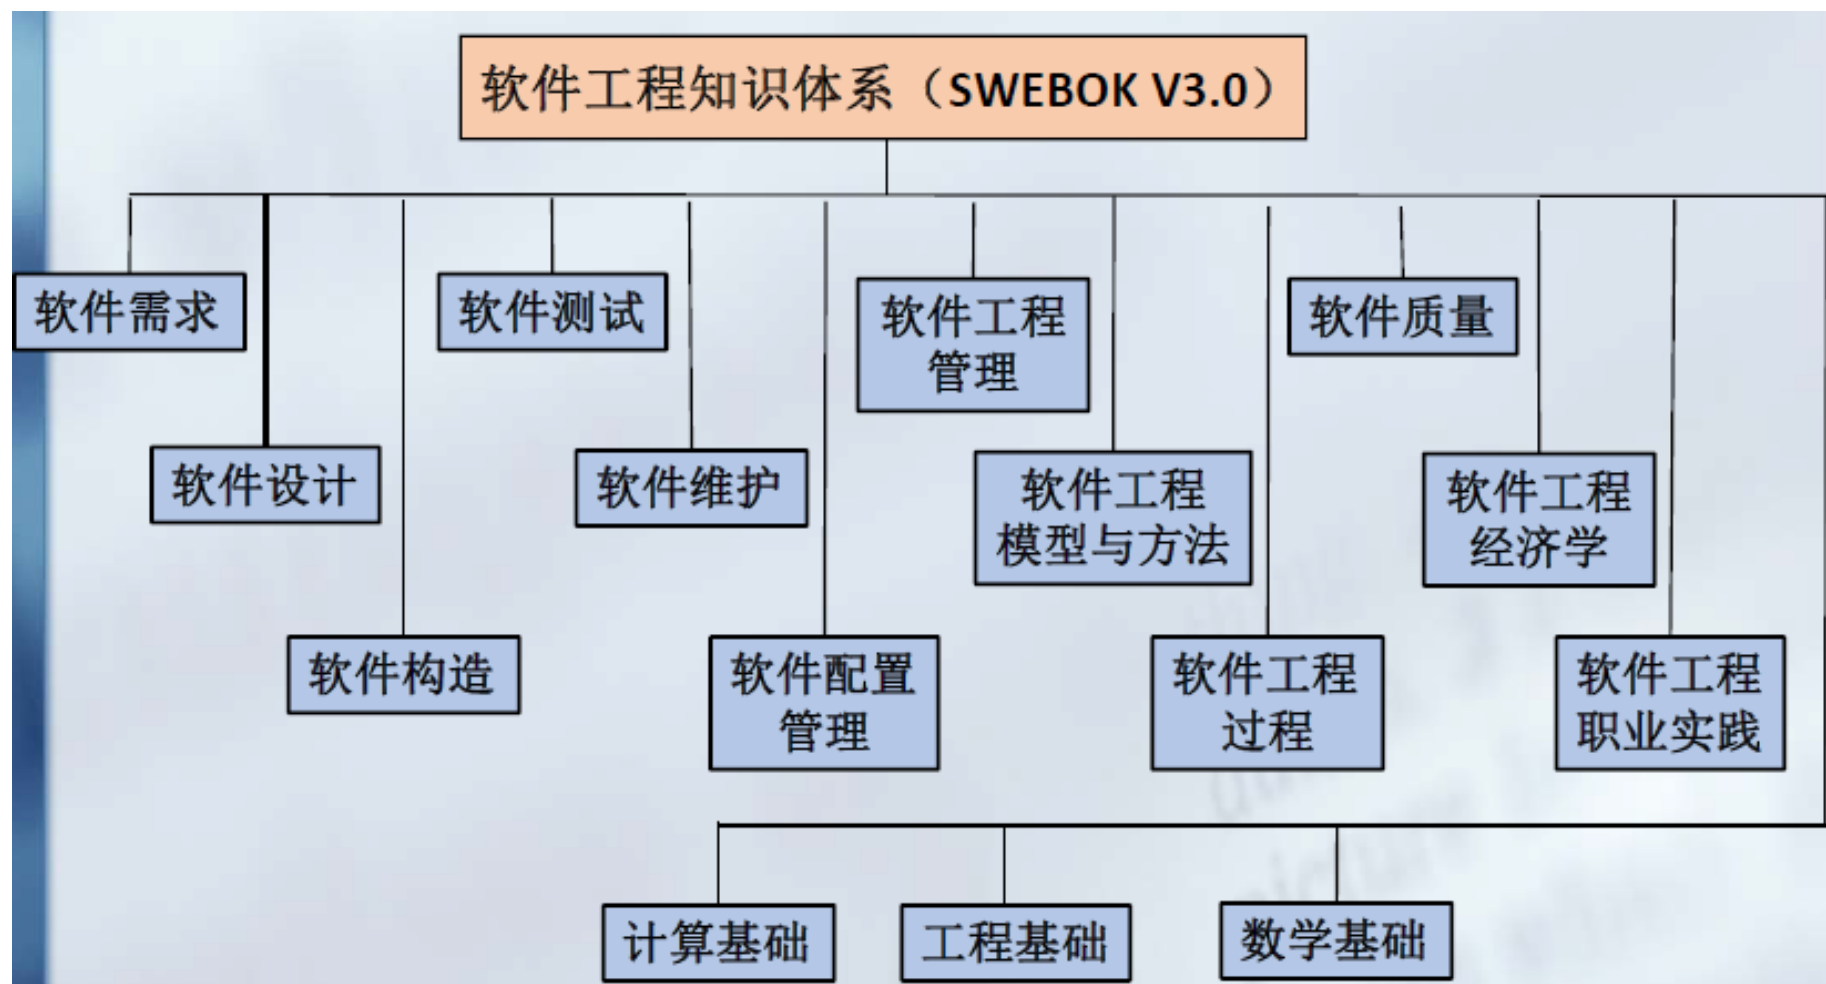 软件工程知识体系（SWEBOK V3.0）
软件需求
软件测试
软件工程
管理
软件质量
软件设计
软件维护
软件工程
模型与方法
软件工程
经济学
软件构造
软件配置
管理
软件工程
过程
软件工程
职业实践
计算基础
工程基础
数学基础